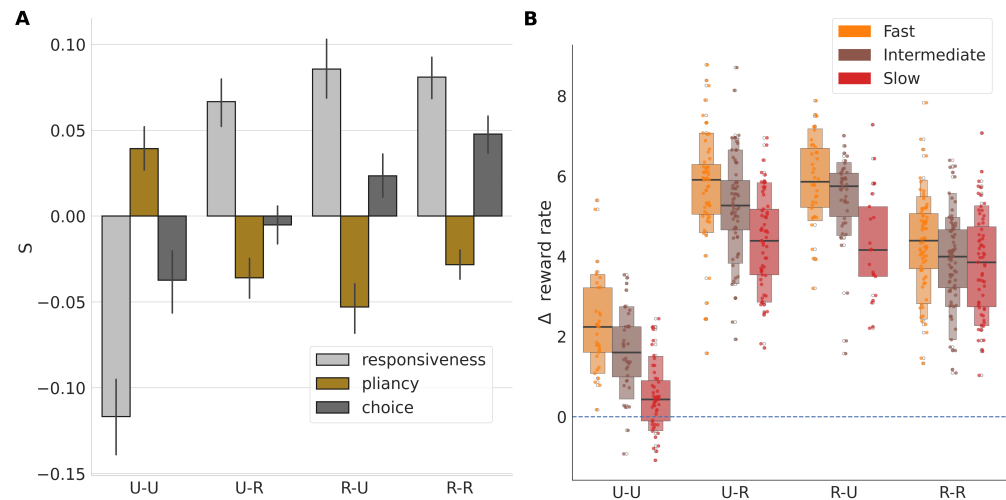 A
S
0.10
0.05
0.00
−0.05
−0.10
−0.15
U-U
U-R
R-U
R-R
responsiveness
pliancy
choice
B
Δ reward rate
8
6
4
2
0
U-U
U-R
R-U
R-R
Fast
Intermediate
Slow